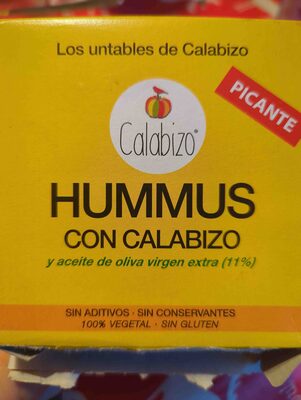 Los untables de Calabizo
PICANTE
Calabizo®
HUMMUS
CON CALABIZO
y aceite de oliva virgen extra (11%)
SIN ADITIVOS · SIN CONSERVANTES
100% VEGETAL · SIN GLUTEN